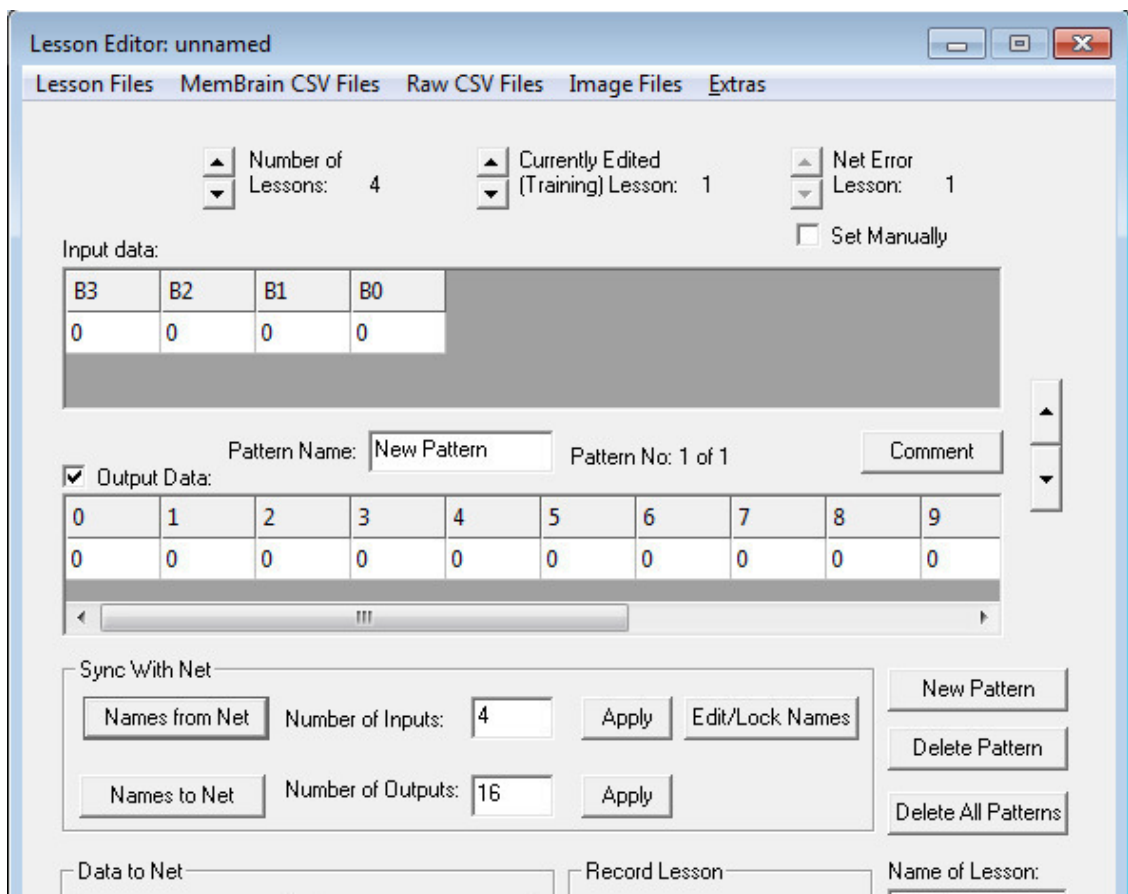 Lesson Editor: unnamed
Lesson Files MemBrain CSV Files Raw CSV Files Image Files Extras
Number of Lessons: 4
Currently Edited (Training) Lesson: 1
Net Error Lesson: 1
Set Manually
Input data:
B3 B2 B1 B0
0 0 0 0
Pattern Name: New Pattern Pattern No: 1 of 1 Comment
Output Data:
0 1 2 3 4 5 6 7 8 9
0 0 0 0 0 0 0 0 0 0
Sync With Net
Names from Net Number of Inputs: 4 Apply Edit/Lock Names
Names to Net Number of Outputs: 16 Apply
New Pattern
Delete Pattern
Delete All Patterns
Data to Net
Record Lesson
Name of Lesson: